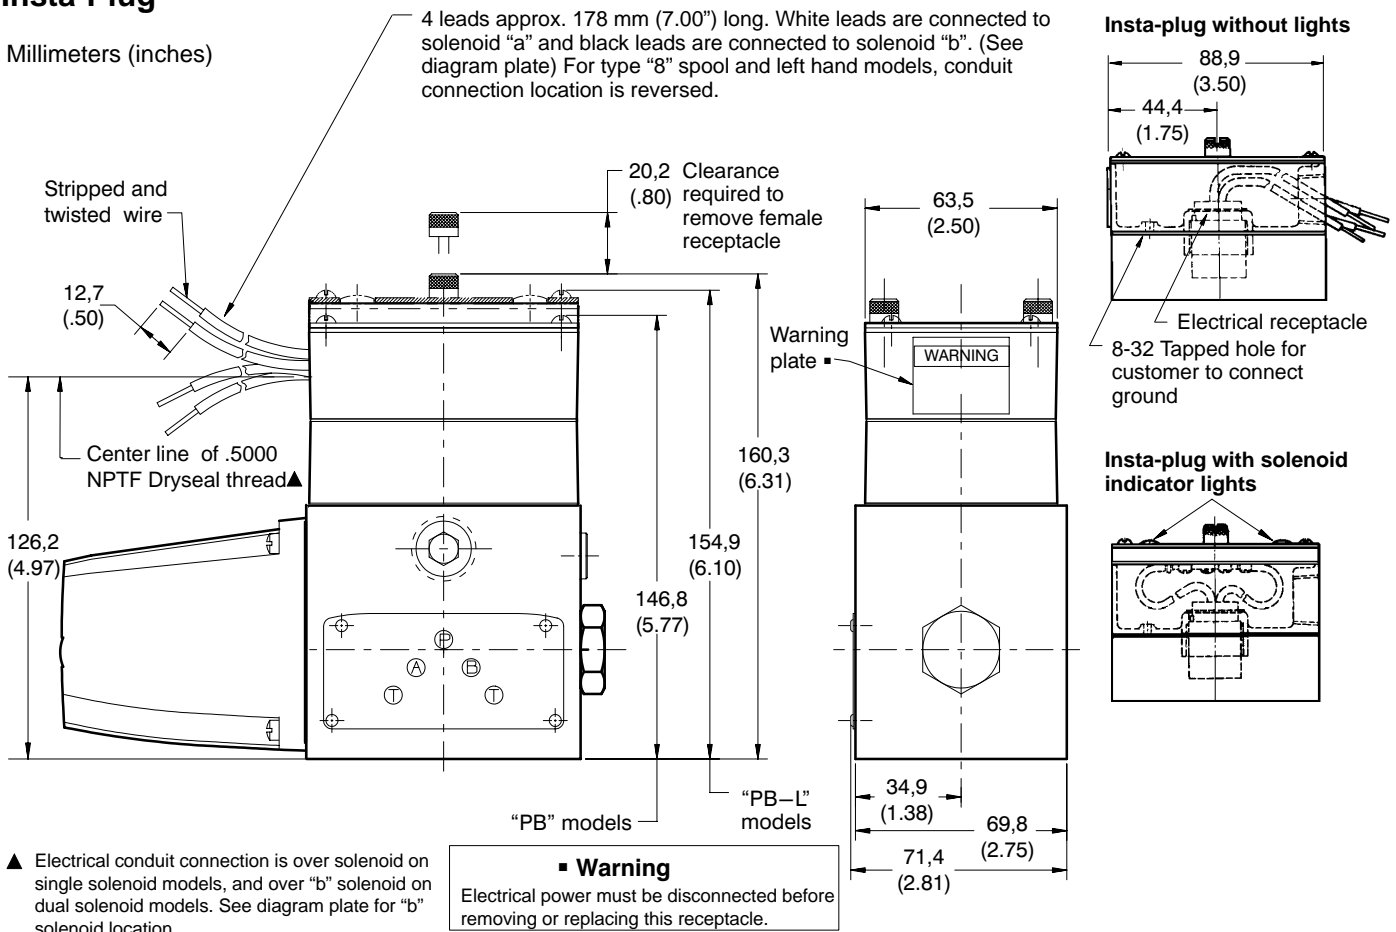 Insta-Plug
Millimeters (inches)
4 leads approx. 178 mm (7.00”) long. White leads are connected to
solenoid “a” and black leads are connected to solenoid “b”. (See
diagram plate) For type “8” spool and left hand models, conduit
connection location is reversed.
Stripped and
twisted wire
12,7
(.50)
20,2
(.80)
Clearance
required to
remove female
receptacle
Center line of .5000
NPTF Dryseal thread▲
126,2
(4.97)
160,3
(6.31)
154,9
(6.10)
146,8
(5.77)
P
A
B
T
T
“PB” models
“PB–L”
models
63,5
(2.50)
Warning
plate ▪
WARNING
34,9
(1.38)
69,8
(2.75)
71,4
(2.81)
Insta-plug without lights
88,9
(3.50)
44,4
(1.75)
Electrical receptacle
8-32 Tapped hole for
customer to connect
ground
Insta-plug with solenoid
indicator lights
▲ Electrical conduit connection is over solenoid on
single solenoid models, and over “b” solenoid on
dual solenoid models. See diagram plate for “b”
solenoid location
▪ Warning
Electrical power must be disconnected before
removing or replacing this receptacle.